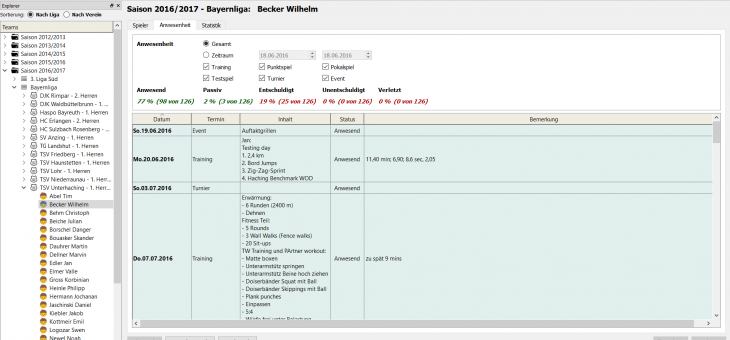 Explorer
Sortierung: Nach Liga Nach Verein
Teams
Saison 2012/2013
Saison 2013/2014
Saison 2014/2015
Saison 2015/2016
Saison 2016/2017
3. Liga Süd
Bayernliga
DJK Rimpar - 2. Herren
DJK Waldbüttelbrunn - 1. ...
Haspo Bayreuth - 1. Herren
HC Erlangen - 2. Herren
HC Sulzbach Rosenberg - ...
SV Anzing - 1. Herren
TG Landshut - 1. Herren
TSV Friedberg - 1. Herren
TSV Haunstetten - 1. Herren
TSV Lohr - 1. Herren
TSV Niederraunau - 1. Herr...
TSV Unterhaching - 1. Herr...
Abel Tim
Becker Wilhelm
Behm Christoph
Beiche Julian
Borschel Danger
Bouasker Skander
Dauhrer Martin
Delmer Marvin
Edler Jan
Elmer Valle
Gross Korbinian
Heinle Philipp
Hermann Jochanan
Jaschinski Daniel
Kiebler Jakob
Kottmeir Emil
Logozar Swen
Newel Noah
Saison 2016/2017 - Bayernliga: Becker Wilhelm
Spieler Anwesenheit Statistik
Anwesenheit Gesamt
Zeitraum 18.06.2016 18.06.2016
Training Punktspiel Pokalspiel
Testspiel Turnier Event
Anwesend Passiv Entschuldigt Unentschuldigt Verletzt
77 % (98 von 126) 2 % (3 von 126) 19 % (25 von 126) 0 % (0 von 126) 0 % (0 von 126)
Datum Termin Inhalt Status Bemerkung
So.19.06.2016 Event Auftaktgrillen Anwesend
Mo.20.06.2016 Training Jan: Anwesend 11,40 min; 6,90; 8,6 sec, 2,05
Testing day
1. 2,4 km
2. Bord Jumps
3. Zig-Zag-Sprint
4. Haching Benchmark WOD
So.03.07.2016 Turnier Anwesend
Do.07.07.2016 Training Erwärmung: Anwesend zu spät 9 mins
- 6 Runden (2400 m)
- Dehnen
Fitness Teil:
- 5 Rounds
- 3 Wall Walks (Fence walks)
- 20 Sit-ups
TW Training und PArtner workout:
- Matte boxen
- Unterarmstütz springen
- Unterarmstütz Beine hoch ziehen
- Doiserbänder Squat mit Ball
- Doiserbänder Skippings mit Ball
- Plank punches
- Einpassen
- 5:4